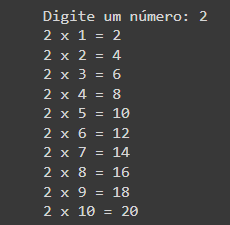 Digite um número: 2
2 x 1 = 2
2 x 2 = 4
2 x 3 = 6
2 x 4 = 8
2 x 5 = 10
2 x 6 = 12
2 x 7 = 14
2 x 8 = 16
2 x 9 = 18
2 x 10 = 20